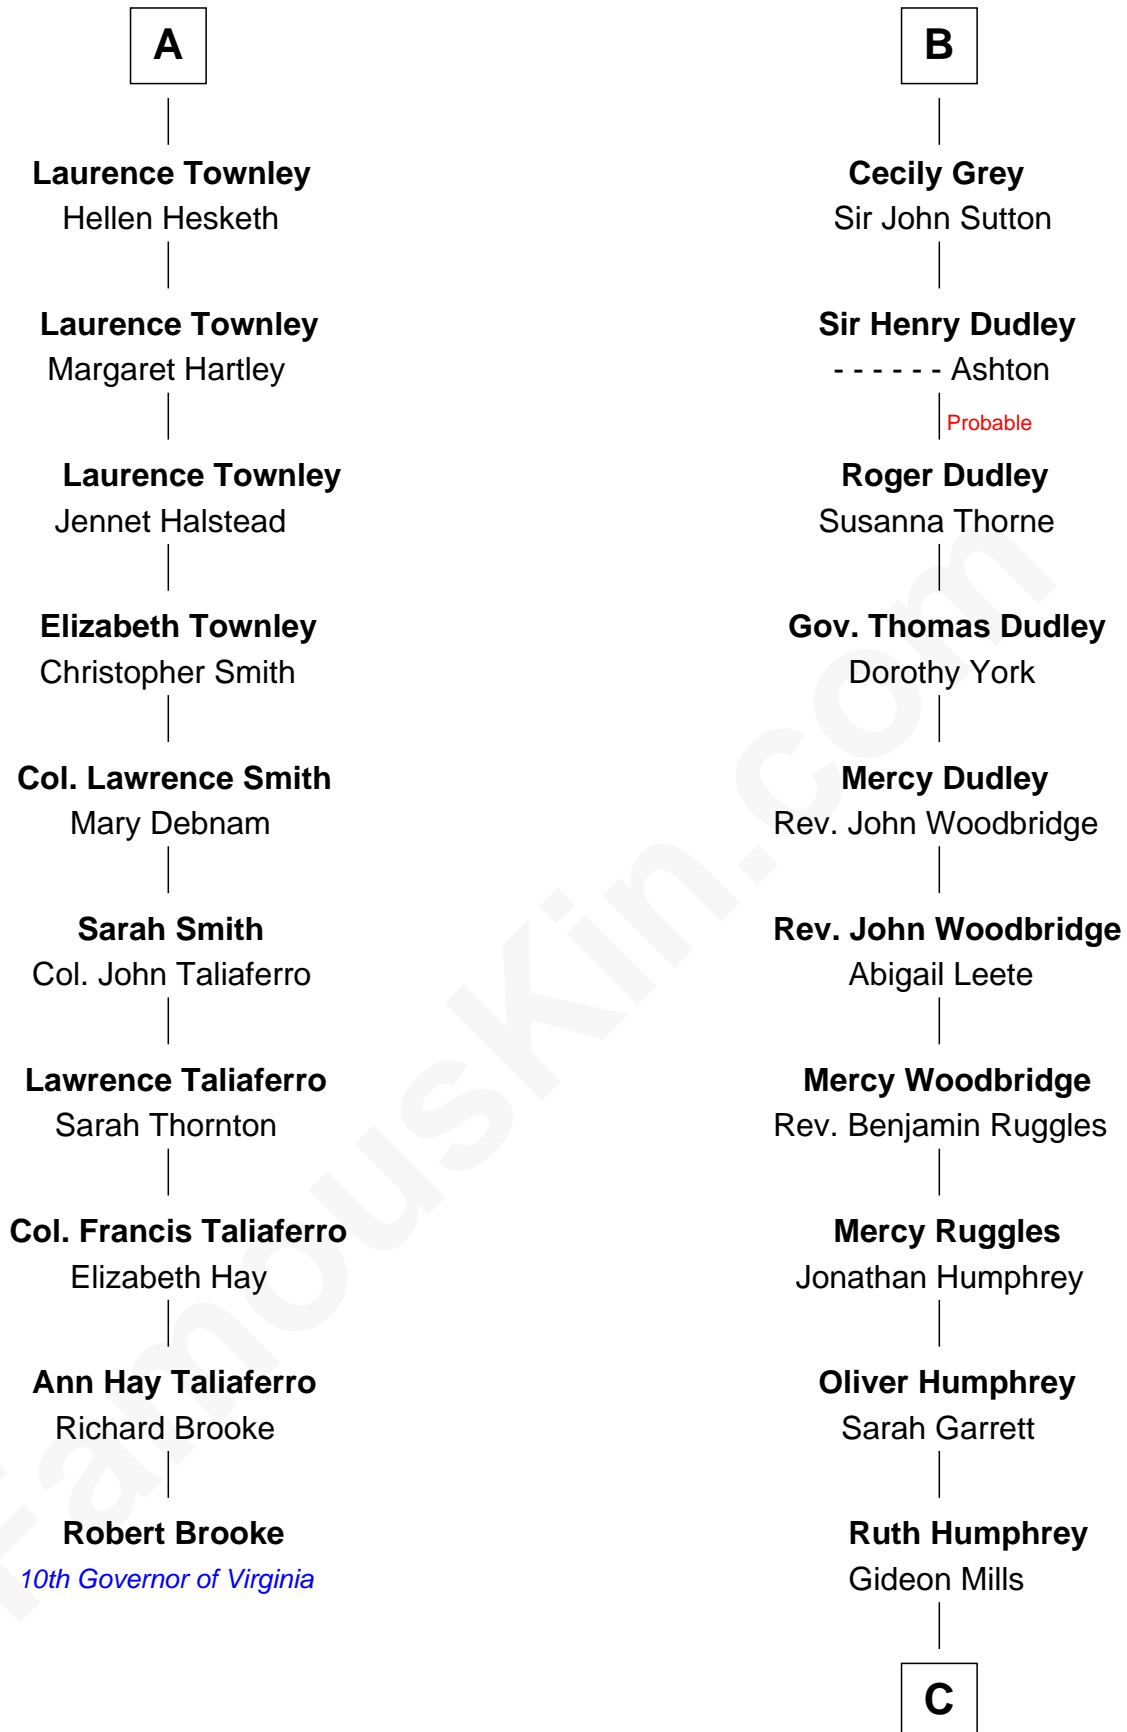 A
Laurence Townley
Hellen Hesketh
Laurence Townley
Margaret Hartley
Laurence Townley
Jennet Halstead
Elizabeth Townley
Christopher Smith
Col. Lawrence Smith
Mary Debnam
Sarah Smith
Col. John Taliaferro
Lawrence Taliaferro
Sarah Thornton
Col. Francis Taliaferro
Elizabeth Hay
Ann Hay Taliaferro
Richard Brooke
Robert Brooke
10th Governor of Virginia
B
Cecily Grey
Sir John Sutton
Sir Henry Dudley
- - - - - - Ashton
Probable
Roger Dudley
Susanna Thorne
Gov. Thomas Dudley
Dorothy York
Mercy Dudley
Rev. John Woodbridge
Rev. John Woodbridge
Abigail Leete
Mercy Woodbridge
Rev. Benjamin Ruggles
Mercy Ruggles
Jonathan Humphrey
Oliver Humphrey
Sarah Garrett
Ruth Humphrey
Gideon Mills
C
FamousKin.com